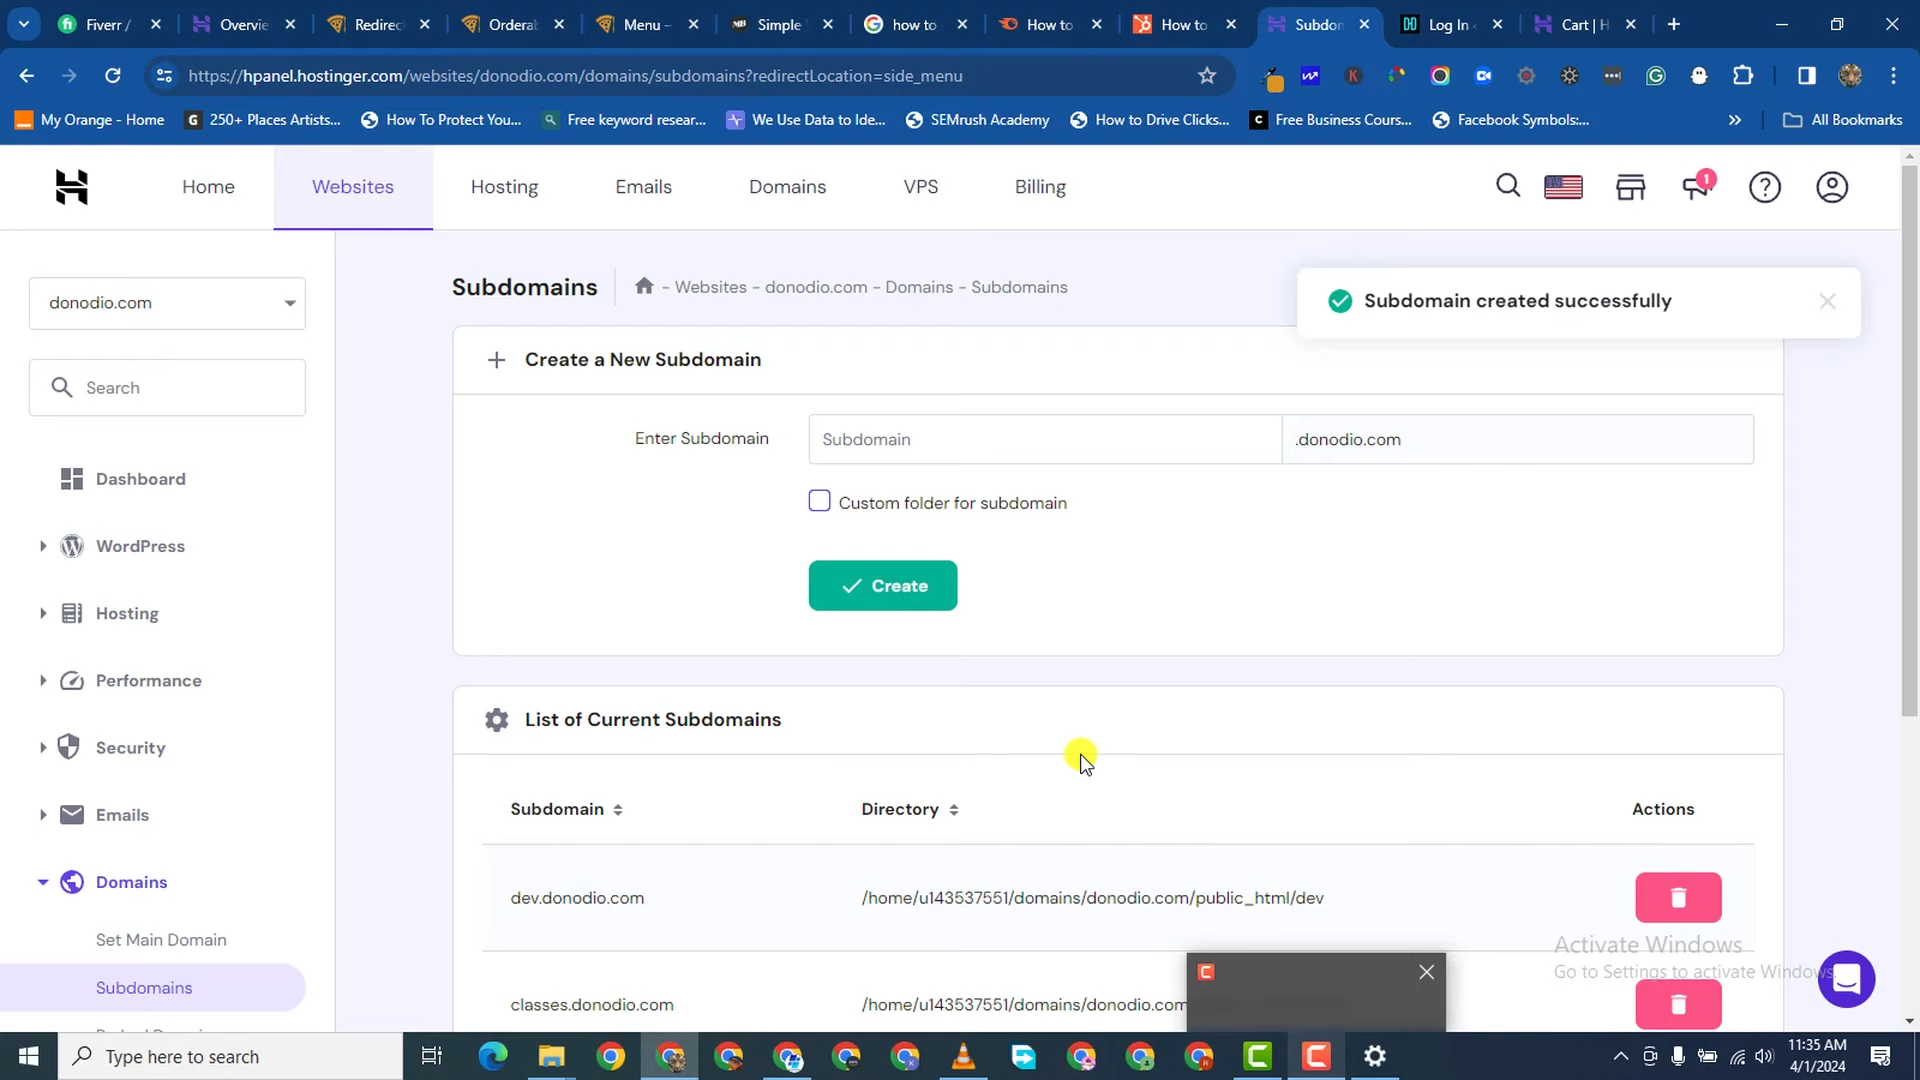 Fiverr /
Overvie
Redirec
Orderab
Menu –
Simple
how to
How to
How to
Subdon
Log In
Cart | H
https://hpanel.hostinger.com/websites/donodio.com/domains/subdomains?redirectLocation=side_menu
My Orange - Home
250+ Places Artists...
How To Protect You...
Free keyword resear...
We Use Data to Ide...
SEMrush Academy
How to Drive Clicks...
Free Business Cours...
Facebook Symbols:...
All Bookmarks
Home
Websites
Hosting
Emails
Domains
VPS
Billing
1
donodio.com
Search
Dashboard
WordPress
Hosting
Performance
Security
Emails
Domains
Set Main Domain
Subdomains
Subdomains
- Websites - donodio.com - Domains - Subdomains
Subdomain created successfully
Create a New Subdomain
Enter Subdomain
Subdomain
.donodio.com
Custom folder for subdomain
Create
List of Current Subdomains
Subdomain
Directory
Actions
dev.donodio.com
/home/u143537551/domains/donodio.com/public_html/dev
classes.donodio.com
/home/u143537551/domains/donodio.com
Activate Windows
Go to Settings to activate Windows.
Type here to search
11:35 AM
4/1/2024